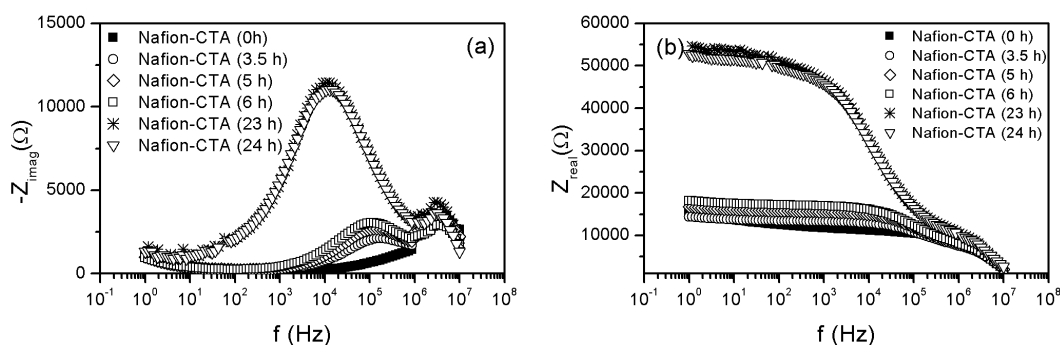 15000
10000
5000
0
-Z_imag(Ω)
Nafion-CTA (0h)
Nafion-CTA (3.5 h)
Nafion-CTA (5 h)
Nafion-CTA (6 h)
Nafion-CTA (23 h)
Nafion-CTA (24 h)
(a)
10^-1 10^0 10^1 10^2 10^3 10^4 10^5 10^6 10^7 10^8
f (Hz)
60000
50000
40000
30000
20000
10000
Z_real(Ω)
(b)
Nafion-CTA (0 h)
Nafion-CTA (3.5 h)
Nafion-CTA (5 h)
Nafion-CTA (6 h)
Nafion-CTA (23 h)
Nafion-CTA (24 h)
10^-1 10^0 10^1 10^2 10^3 10^4 10^5 10^6 10^7 10^8
f (Hz)